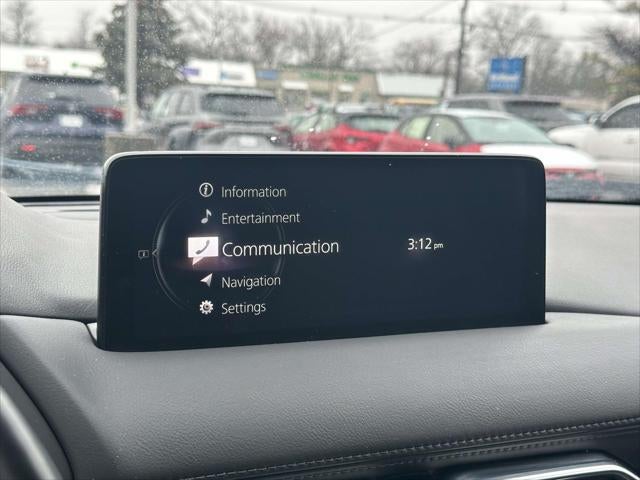 Information
Entertainment
Communication
3:12 pm
Navigation
Settings